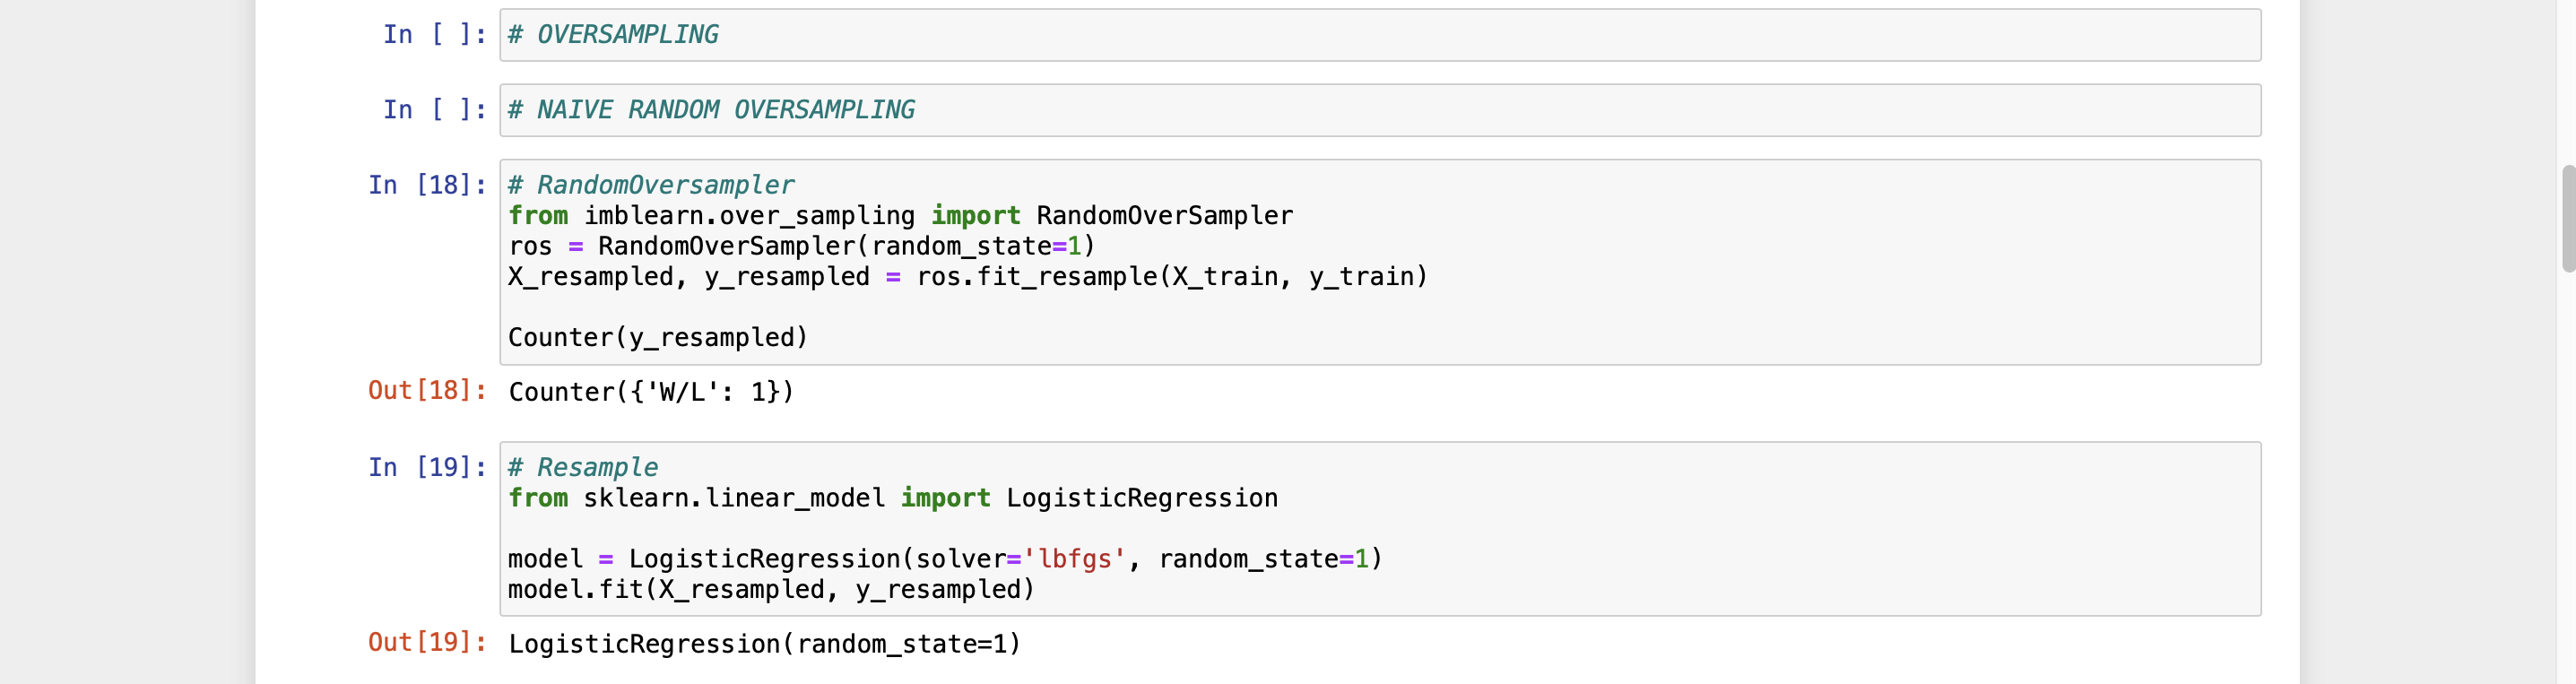 In [ ]: # OVERSAMPLING
In [ ]: # NAIVE RANDOM OVERSAMPLING
In [18]: # RandomOversampler
from imblearn.over_sampling import RandomOverSampler
ros = RandomOverSampler(random_state=1)
X_resampled, y_resampled = ros.fit_resample(X_train, y_train)
Counter(y_resampled)
Out[18]: Counter({'W/L': 1})
In [19]: # Resample
from sklearn.linear_model import LogisticRegression
model = LogisticRegression(solver='lbfgs', random_state=1)
model.fit(X_resampled, y_resampled)
Out[19]: LogisticRegression(random_state=1)